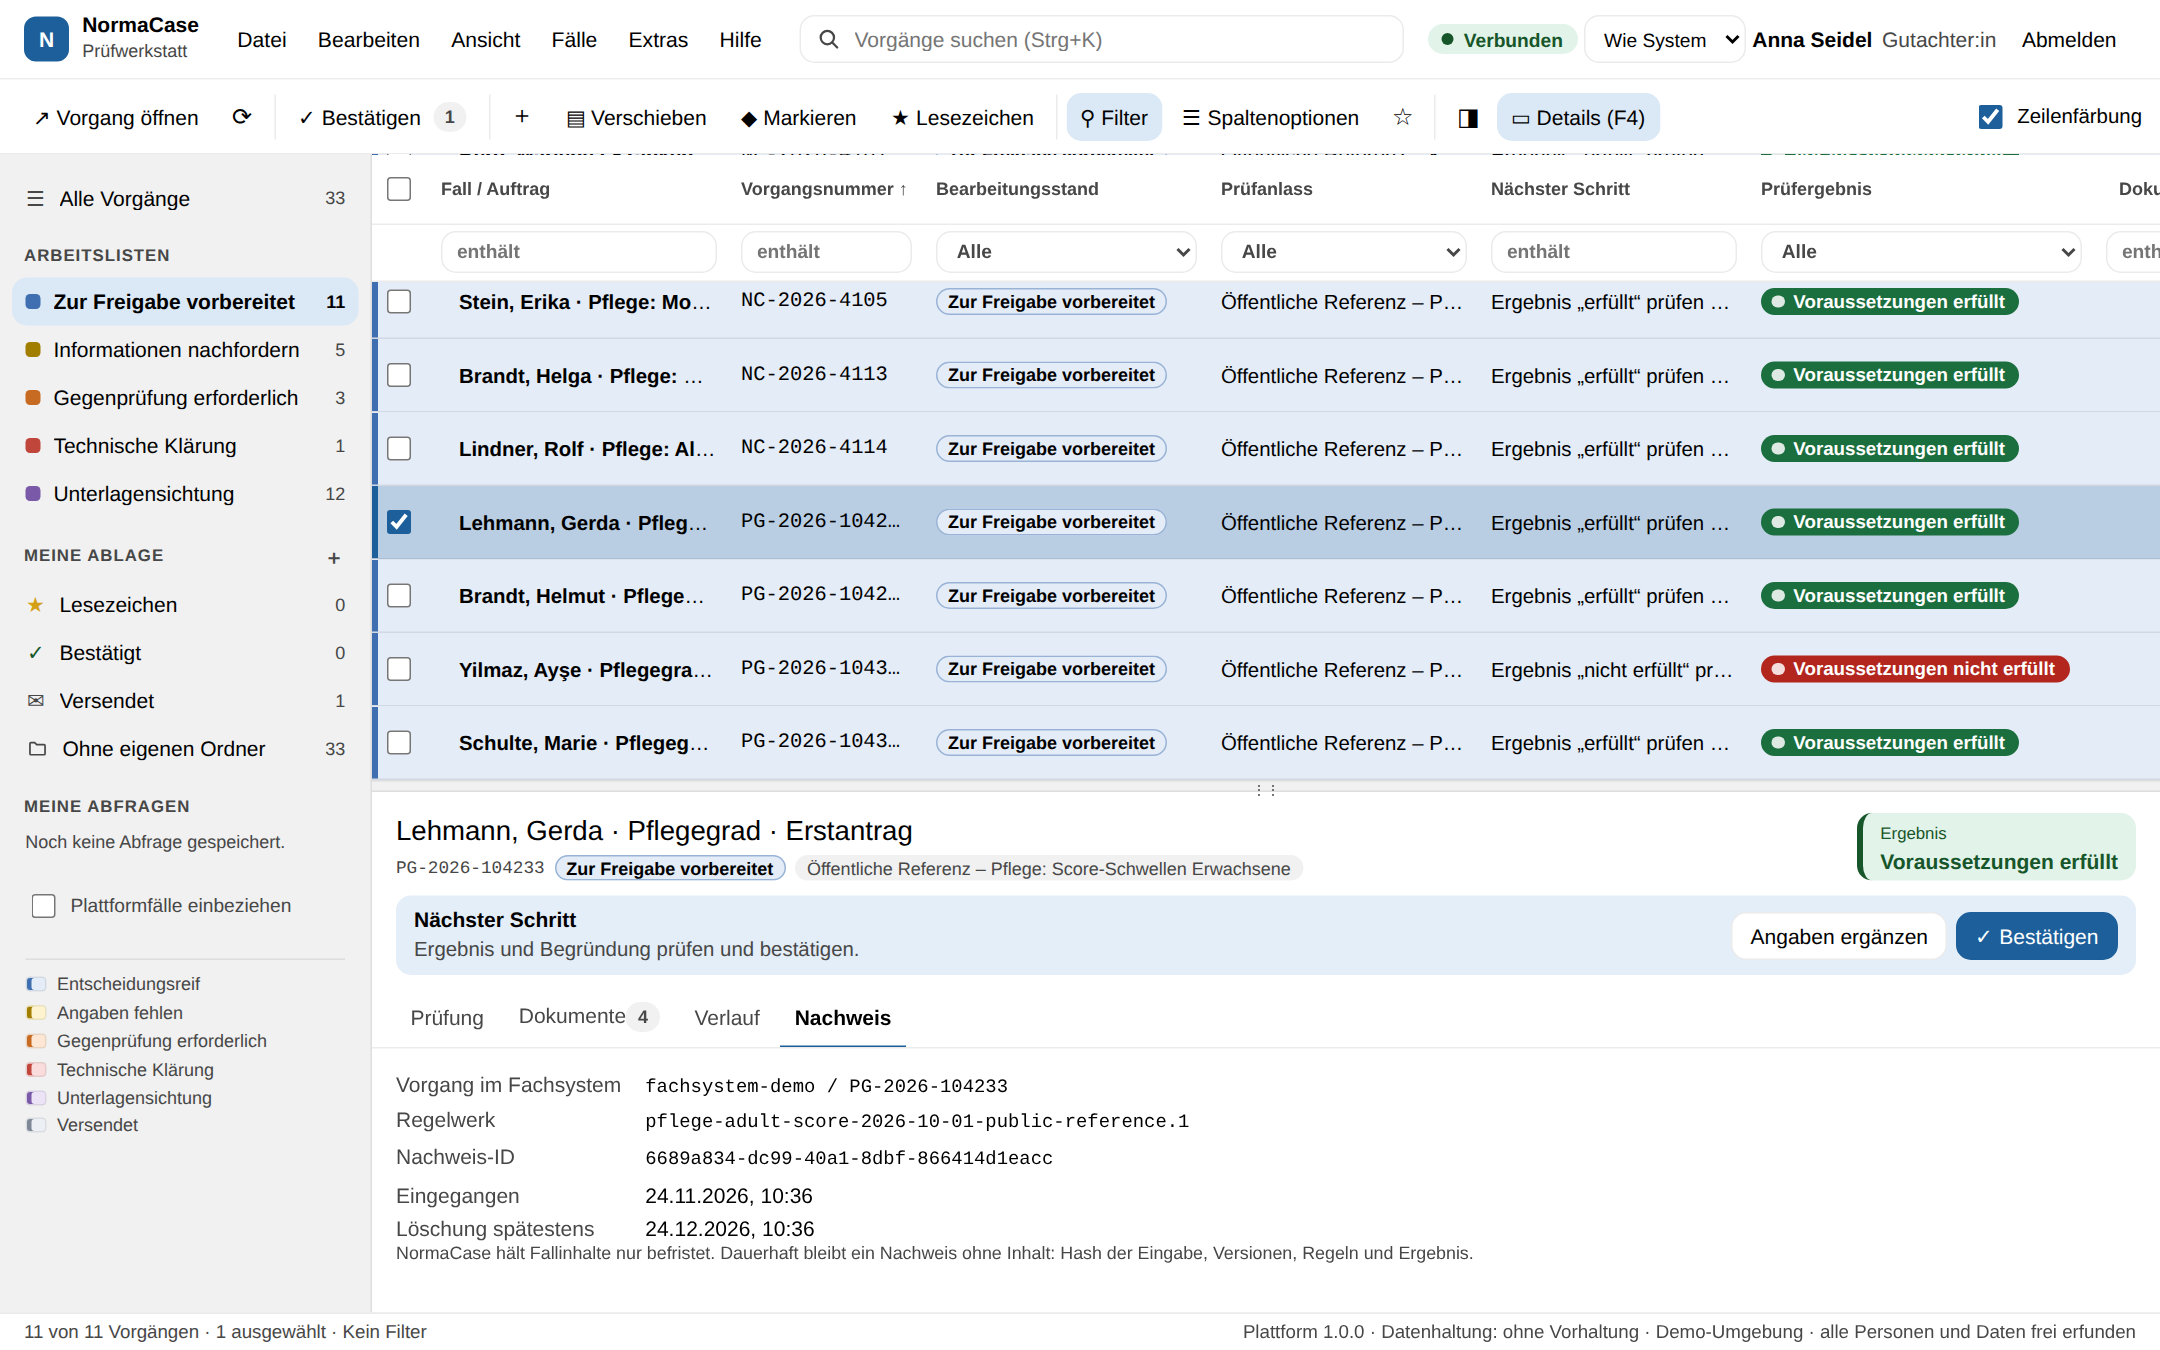 N NormaCase
Prüfwerkstatt
Datei Bearbeiten Ansicht Fälle Extras Hilfe
Vorgänge suchen (Strg+K)
Verbunden
Wie System
Anna Seidel Gutachter:in Abmelden
↗ Vorgang öffnen ⟳ ✓ Bestätigen 1 + ▤ Verschieben ◆ Markieren ★ Lesezeichen ⚲ Filter ☰ Spaltenoptionen ☆ ◨ ▭ Details (F4) Zeilenfärbung
☰ Alle Vorgänge 33
ARBEITSLISTEN
Zur Freigabe vorbereitet 11
Informationen nachfordern 5
Gegenprüfung erforderlich 3
Technische Klärung 1
Unterlagensichtung 12
MEINE ABLAGE +
★ Lesezeichen 0
✓ Bestätigt 0
✉ Versendet 1
Ohne eigenen Ordner 33
MEINE ABFRAGEN
Noch keine Abfrage gespeichert.
Plattformfälle einbeziehen
Entscheidungsreif
Angaben fehlen
Gegenprüfung erforderlich
Technische Klärung
Unterlagensichtung
Versendet
Fall / Auftrag Vorgangsnummer ↑ Bearbeitungsstand Prüfanlass Nächster Schritt Prüfergebnis Doku
enthält enthält Alle Alle enthält Alle enth
Stein, Erika · Pflege: Mo… NC-2026-4105 Zur Freigabe vorbereitet Öffentliche Referenz – P… Ergebnis „erfüllt“ prüfen … Voraussetzungen erfüllt
Brandt, Helga · Pflege: … NC-2026-4113 Zur Freigabe vorbereitet Öffentliche Referenz – P… Ergebnis „erfüllt“ prüfen … Voraussetzungen erfüllt
Lindner, Rolf · Pflege: Al… NC-2026-4114 Zur Freigabe vorbereitet Öffentliche Referenz – P… Ergebnis „erfüllt“ prüfen … Voraussetzungen erfüllt
Lehmann, Gerda · Pfleg… PG-2026-1042… Zur Freigabe vorbereitet Öffentliche Referenz – P… Ergebnis „erfüllt“ prüfen … Voraussetzungen erfüllt
Brandt, Helmut · Pflege… PG-2026-1042… Zur Freigabe vorbereitet Öffentliche Referenz – P… Ergebnis „erfüllt“ prüfen … Voraussetzungen erfüllt
Yilmaz, Ayşe · Pflegegra… PG-2026-1043… Zur Freigabe vorbereitet Öffentliche Referenz – P… Ergebnis „nicht erfüllt“ pr… Voraussetzungen nicht erfüllt
Schulte, Marie · Pflegeg… PG-2026-1043… Zur Freigabe vorbereitet Öffentliche Referenz – P… Ergebnis „erfüllt“ prüfen … Voraussetzungen erfüllt
Lehmann, Gerda · Pflegegrad · Erstantrag
PG-2026-104233 Zur Freigabe vorbereitet Öffentliche Referenz – Pflege: Score-Schwellen Erwachsene
Ergebnis
Voraussetzungen erfüllt
Nächster Schritt
Ergebnis und Begründung prüfen und bestätigen.
Angaben ergänzen ✓ Bestätigen
Prüfung Dokumente 4 Verlauf Nachweis
Vorgang im Fachsystem fachsystem-demo / PG-2026-104233
Regelwerk pflege-adult-score-2026-10-01-public-reference.1
Nachweis-ID 6689a834-dc99-40a1-8dbf-866414d1eacc
Eingegangen 24.11.2026, 10:36
Löschung spätestens 24.12.2026, 10:36
NormaCase hält Fallinhalte nur befristet. Dauerhaft bleibt ein Nachweis ohne Inhalt: Hash der Eingabe, Versionen, Regeln und Ergebnis.
11 von 11 Vorgängen · 1 ausgewählt · Kein Filter
Plattform 1.0.0 · Datenhaltung: ohne Vorhaltung · Demo-Umgebung · alle Personen und Daten frei erfunden